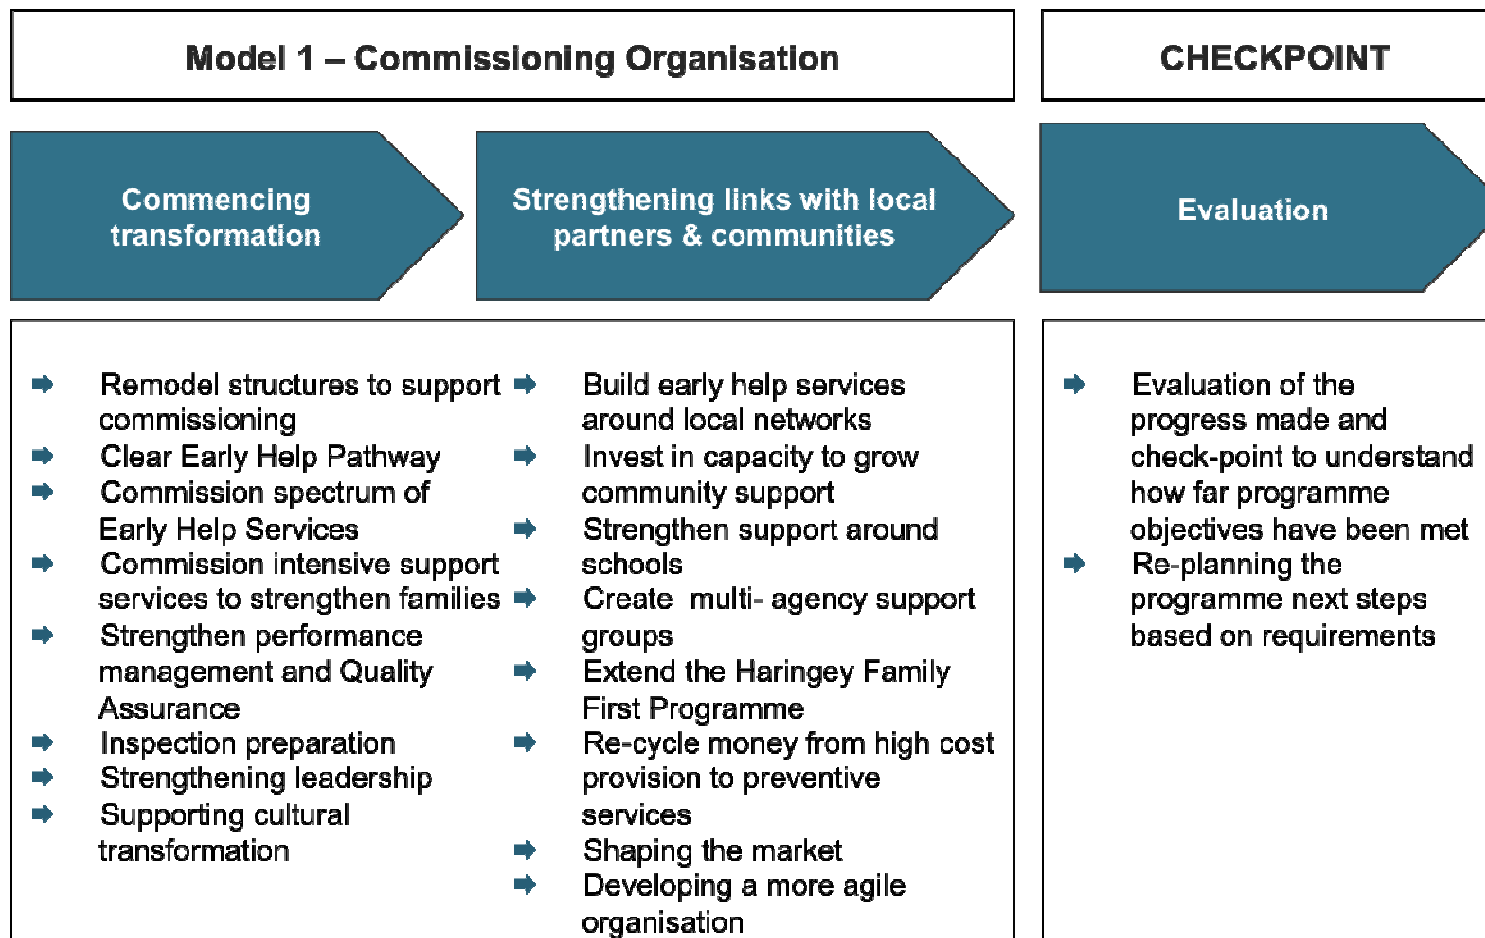 Model 1 – Commissioning Organisation
CHECKPOINT
Commencing
transformation
Strengthening links with local
partners & communities
Evaluation
Remodel structures to support
commissioning
Clear Early Help Pathway
Commission spectrum of
Early Help Services
Commission intensive support
services to strengthen families
Strengthen performance
management and Quality
Assurance
Inspection preparation
Strengthening leadership
Supporting cultural
transformation
Build early help services
around local networks
Invest in capacity to grow
community support
Strengthen support around
schools
Create  multi- agency support
groups
Extend the Haringey Family
First Programme
Re-cycle money from high cost
provision to preventive
services
Shaping the market
Developing a more agile
organisation
Evaluation of the
progress made and
check-point to understand
how far programme
objectives have been met
Re-planning the
programme next steps
based on requirements